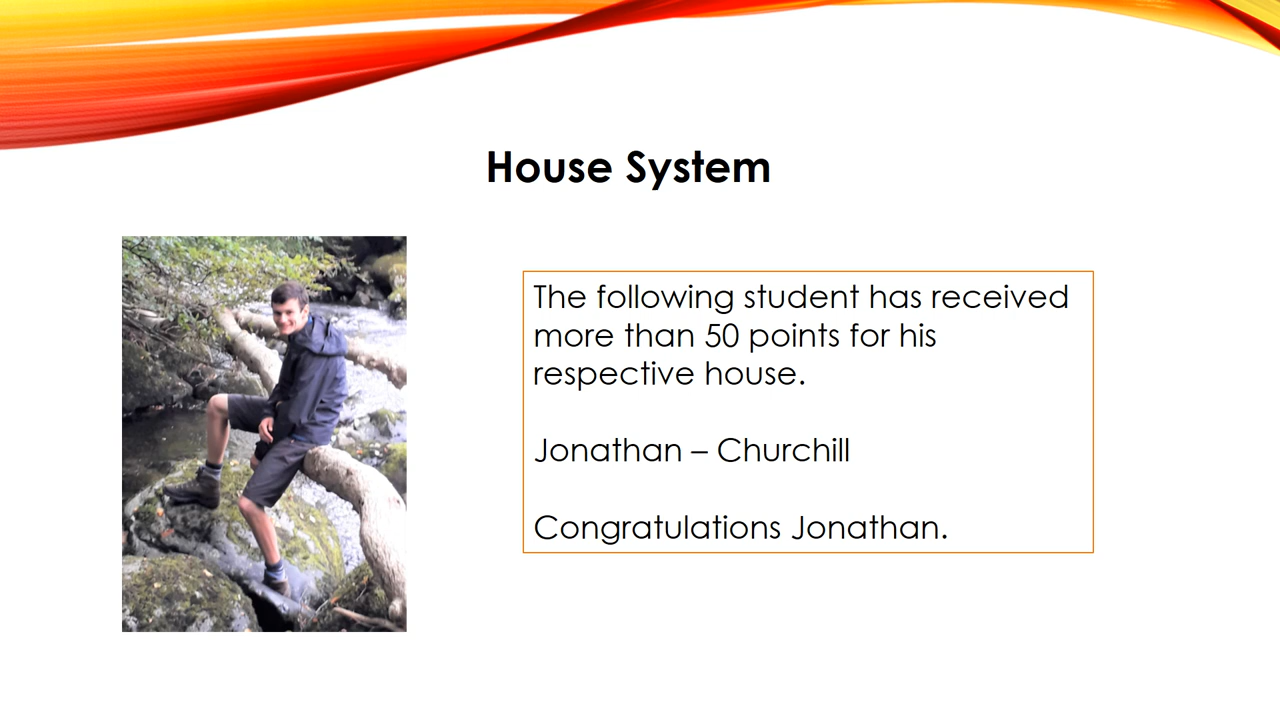 House System
The following student has received
more than 50 points for his
respective house.
Jonathan – Churchill
Congratulations Jonathan.